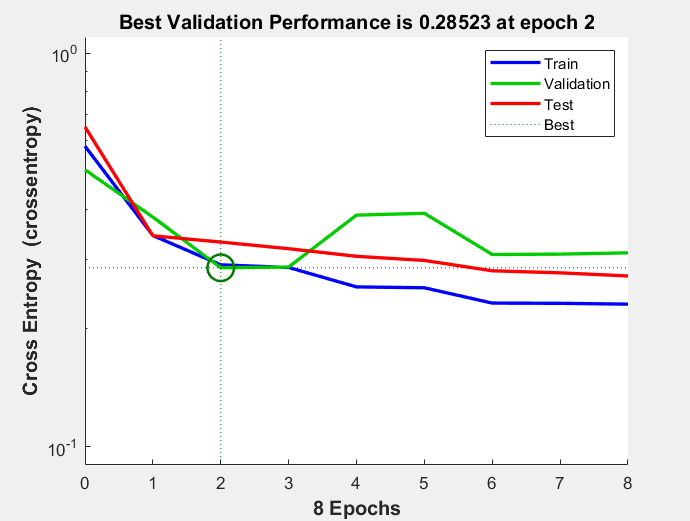 Best Validation Performance is 0.28523 at epoch 2
Train
Validation
Test
Best
Cross Entropy (crossentropy)
10^0
10^-1
0 1 2 3 4 5 6 7 8
8 Epochs